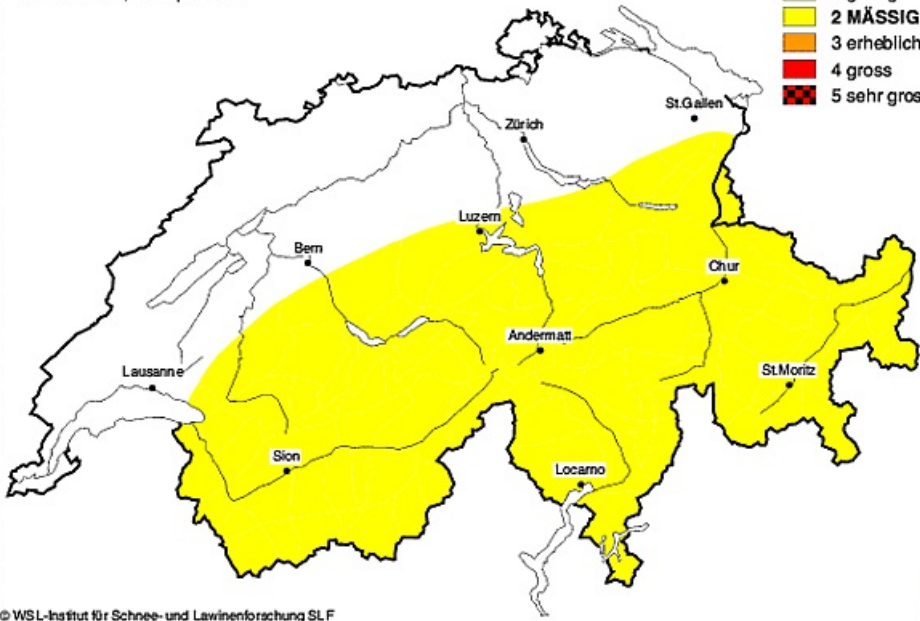 2 MÄSSIG
3 erheblich
4 gross
5 sehr gros
St.Gallen
Zürich
Luzern
Bern
Chur
Andermatt
Lausanne
St.Moritz
Sion
Locarno
© WSL-Institut für Schnee- und Lawinenforschung SLF